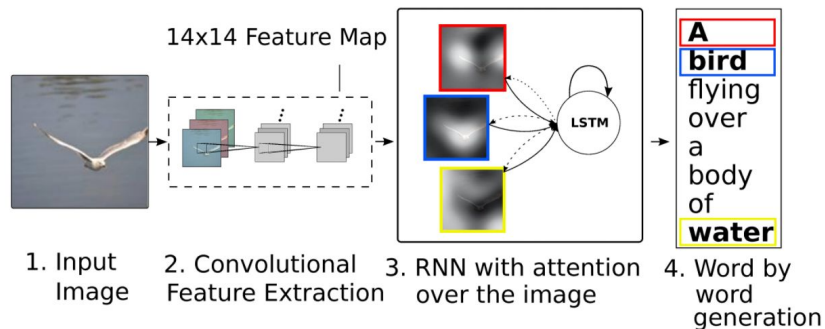 14x14 Feature Map
LSTM
A
bird
flying
over
a
body
of
water
1. Input
Image
2. Convolutional
Feature Extraction
3. RNN with attention
over the image
4. Word by
word
generation